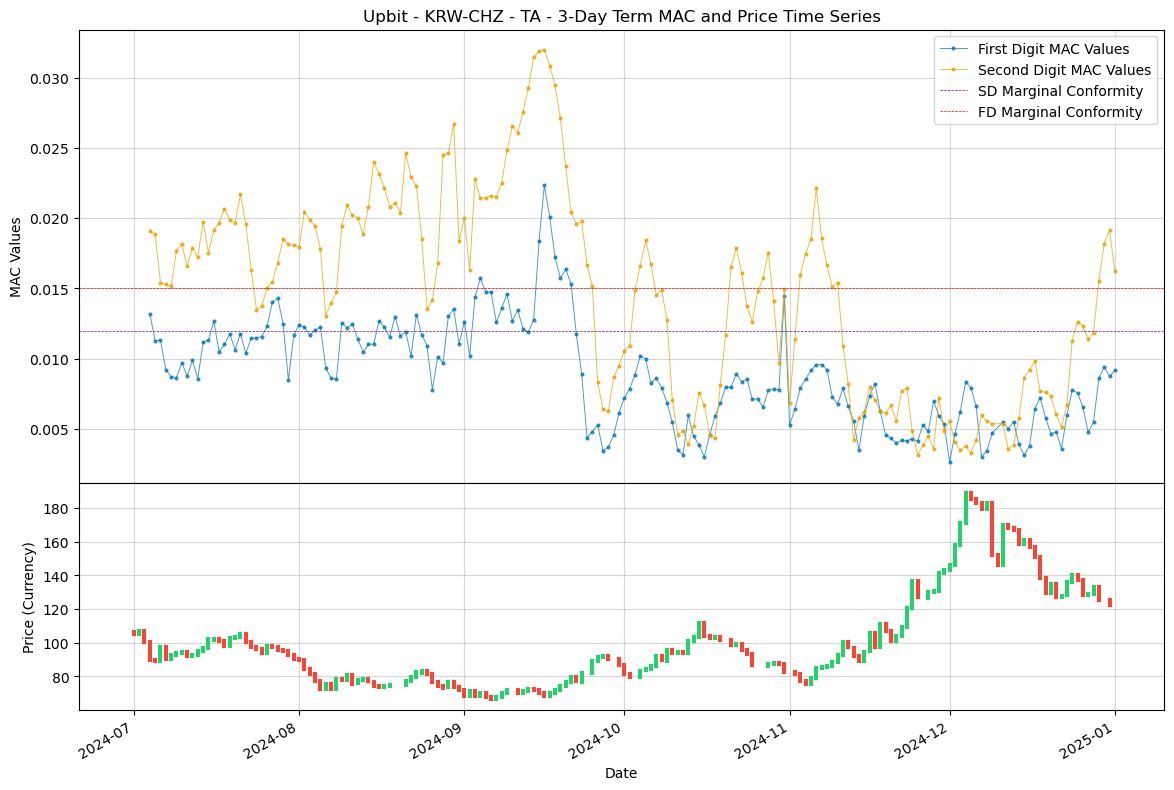 Upbit - KRW-CHZ - TA - 3-Day Term MAC and Price Time Series
First Digit MAC Values
Second Digit MAC Values
SD Marginal Conformity
FD Marginal Conformity
MAC Values
0.030
0.025
0.020
0.015
0.010
0.005
Price (Currency)
180
160
140
120
100
80
2024-07
2024-08
2024-09
2024-10
2024-11
2024-12
2025-01
Date